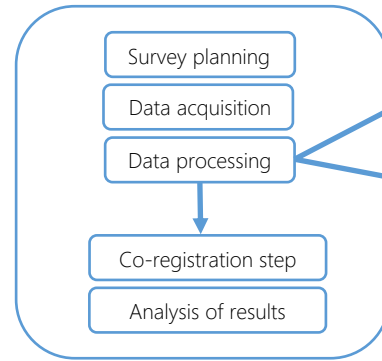 Survey planning
Data acquisition
Data processing
Co-registration step
Analysis of results